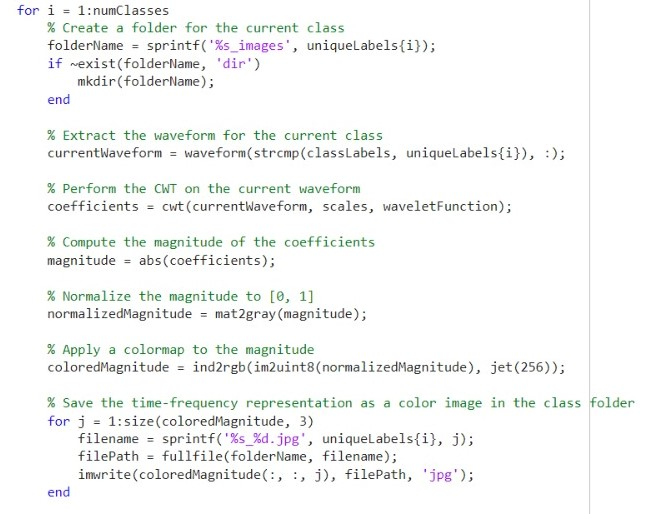 for i = 1:numClasses
% Create a folder for the current class
folderName = sprintf('%s_images', uniqueLabels{i});
if ~exist(folderName, 'dir')
mkdir(folderName);
end
% Extract the waveform for the current class
currentWaveform = waveform(strcmp(classLabels, uniqueLabels{i}), :);
% Perform the CWT on the current waveform
coefficients = cwt(currentWaveform, scales, waveletFunction);
% Compute the magnitude of the coefficients
magnitude = abs(coefficients);
% Normalize the magnitude to [0, 1]
normalizedMagnitude = mat2gray(magnitude);
% Apply a colormap to the magnitude
coloredMagnitude = ind2rgb(im2uint8(normalizedMagnitude), jet(256));
% Save the time-frequency representation as a color image in the class folder
for j = 1:size(coloredMagnitude, 3)
filename = sprintf('%s_%d.jpg', uniqueLabels{i}, j);
filePath = fullfile(folderName, filename);
imwrite(coloredMagnitude(:, :, j), filePath, 'jpg');
end